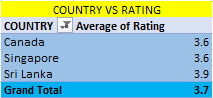 COUNTRY VS RATING
COUNTRY Average of Rating
Canada 3.6
Singapore 3.6
Sri Lanka 3.9
Grand Total 3.7